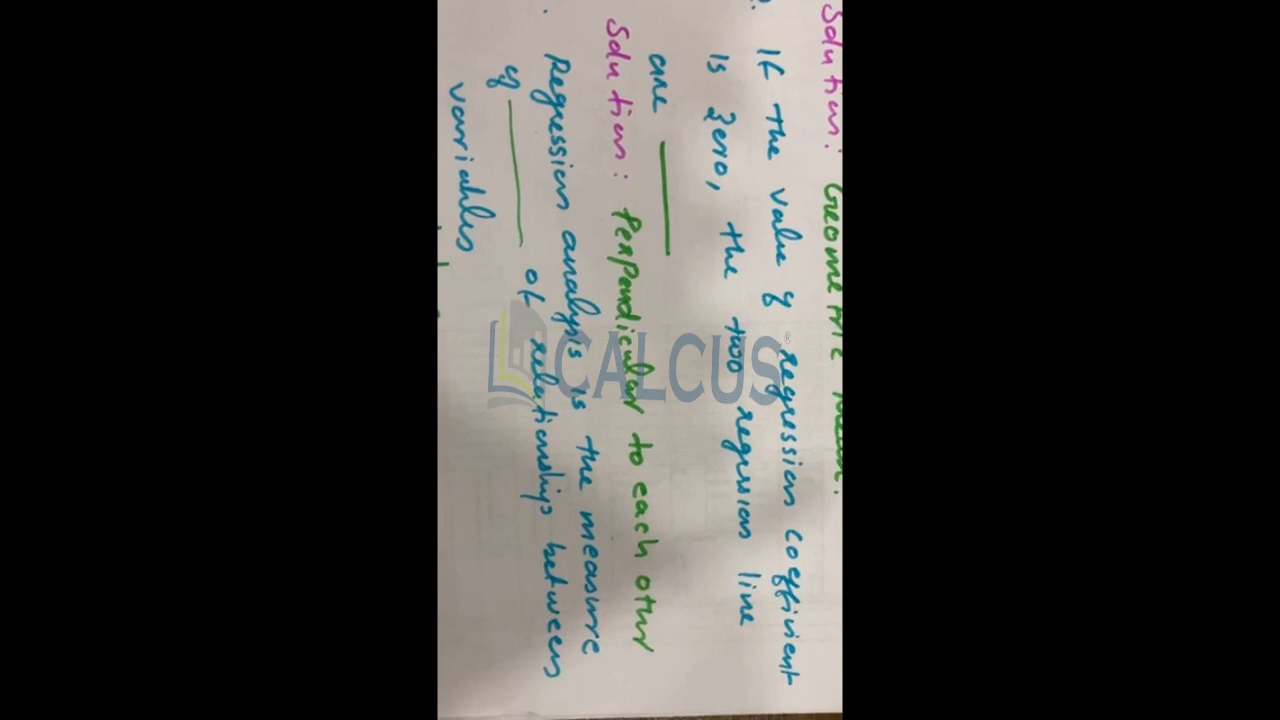 Solution: Geometric Mean.
If the value of regression coefficient
is Zero, the two regression line
are ______
Solution: Perpendicular to each other
Regression analysis is the measure
of ______ of relationship between
variables
CALCUS®